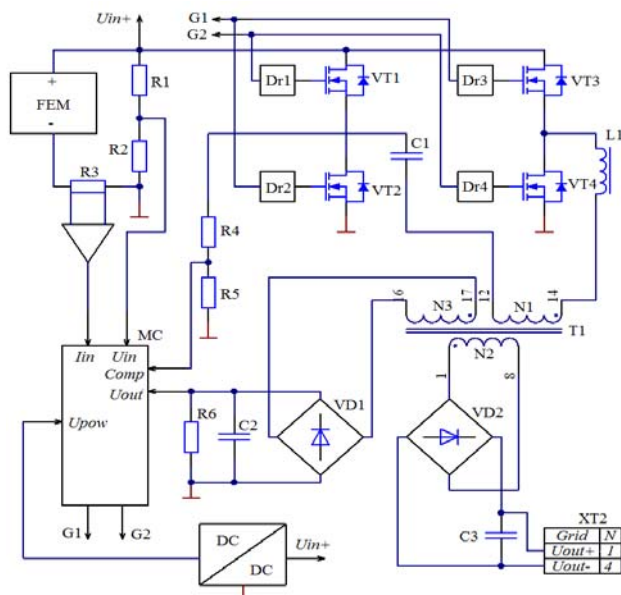 Uin+
G1
G2
R1
Dr1
VT1
Dr3
VT3
+
FEM
-
R2
L1
C1
R3
Dr2
VT2
Dr4
VT4
R4
R5
16
17
12
14
N3
N1
T1
N2
MC
Iin
Uin
Comp
Uout
1
8
VD1
VD2
R6
C2
Upow
XT2
G1
G2
DC
DC
Uin+
C3
Grid N
Uout+ 1
Uout- 4